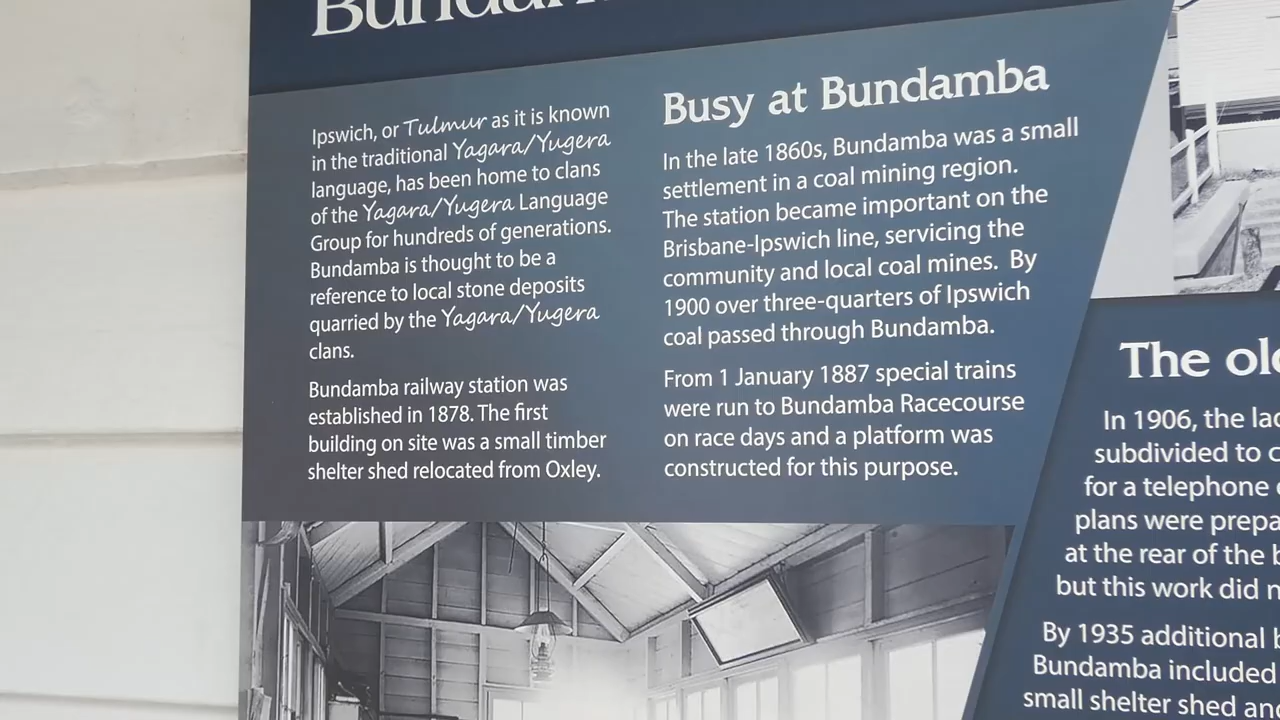 Ipswich, or Tulmur as it is known
in the traditional Yagara/Yugera
language, has been home to clans
of the Yagara/Yugera Language
Group for hundreds of generations.
Bundamba is thought to be a
reference to local stone deposits
quarried by the Yagara/Yugera
clans.
Bundamba railway station was
established in 1878. The first
building on site was a small timber
shelter shed relocated from Oxley.
Busy at Bundamba
In the late 1860s, Bundamba was a small
settlement in a coal mining region.
The station became important on the
Brisbane-Ipswich line, servicing the
community and local coal mines. By
1900 over three-quarters of Ipswich
coal passed through Bundamba.
From 1 January 1887 special trains
were run to Bundamba Racecourse
on race days and a platform was
constructed for this purpose.
The
In 1906, the
subdivided to
for a telephone
plans were
at the rear of the
but this work did
By 1935 additional
Bundamba included
small shelter shed